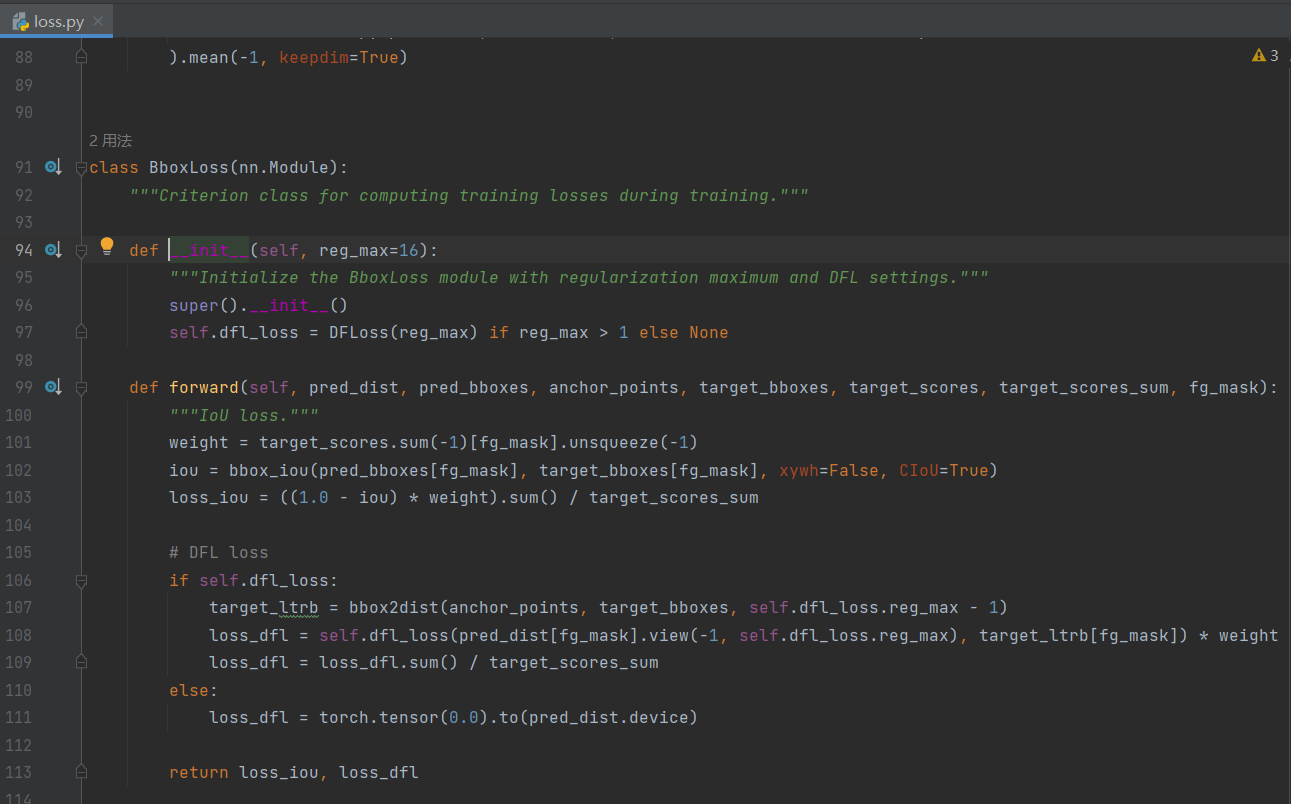 loss.py
88 ).mean(-1, keepdim=True)
3
89
90
2 用法
91 class BboxLoss(nn.Module):
92 """Criterion class for computing training losses during training."""
93
94 def __init__(self, reg_max=16):
95 """Initialize the BboxLoss module with regularization maximum and DFL settings."""
96 super().__init__()
97 self.dfl_loss = DFLoss(reg_max) if reg_max > 1 else None
98
99 def forward(self, pred_dist, pred_bboxes, anchor_points, target_bboxes, target_scores, target_scores_sum, fg_mask):
100 """IoU loss."""
101 weight = target_scores.sum(-1)[fg_mask].unsqueeze(-1)
102 iou = bbox_iou(pred_bboxes[fg_mask], target_bboxes[fg_mask], xywh=False, CIoU=True)
103 loss_iou = ((1.0 - iou) * weight).sum() / target_scores_sum
104
105 # DFL loss
106 if self.dfl_loss:
107 target_ltrb = bbox2dist(anchor_points, target_bboxes, self.dfl_loss.reg_max - 1)
108 loss_dfl = self.dfl_loss(pred_dist[fg_mask].view(-1, self.dfl_loss.reg_max), target_ltrb[fg_mask]) * weight
109 loss_dfl = loss_dfl.sum() / target_scores_sum
110 else:
111 loss_dfl = torch.tensor(0.0).to(pred_dist.device)
112
113 return loss_iou, loss_dfl
114